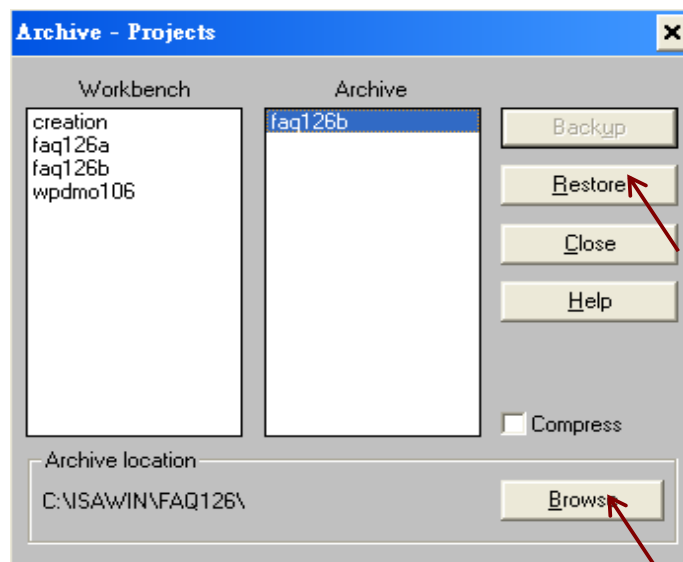 Archive - Projects
Workbench
Archive
creation
faq126a
faq126b
wpdmo106
faq126b
Backup
Restore
Close
Help
Compress
Archive location
C:\ISAWIN\FAQ126\
Browse